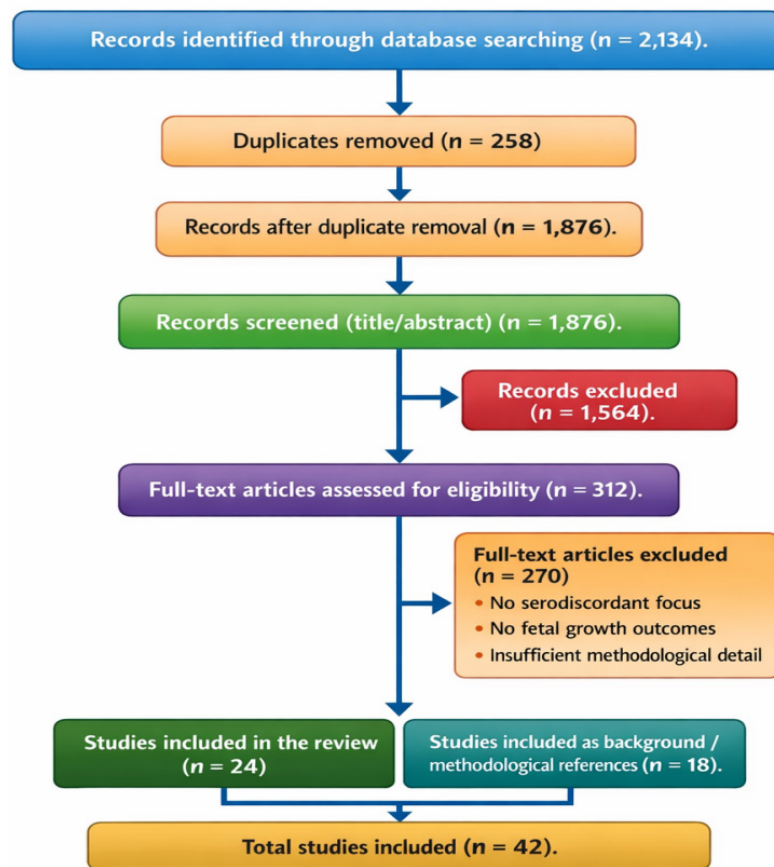 Records identified through database searching (n = 2,134).
Duplicates removed (n = 258)
Records after duplicate removal (n = 1,876).
Records screened (title/abstract) (n = 1,876).
Records excluded
(n = 1,564).
Full-text articles assessed for eligibility (n = 312).
Full-text articles excluded
(n = 270)
• No serodiscordant focus
• No fetal growth outcomes
• Insufficient methodological detail
Studies included in the review
(n = 24)
Studies included as background /
methodological references (n = 18).
Total studies included (n = 42).